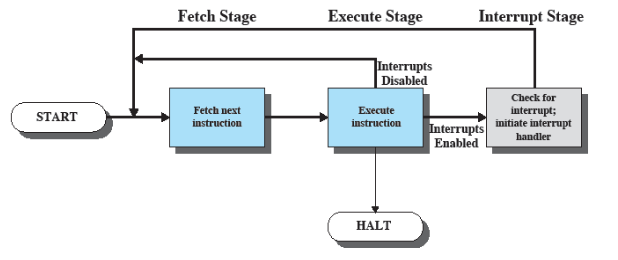 Fetch Stage
Execute Stage
Interrupt Stage
Interrupts
Disabled
START
Fetch next
instruction
Execute
instruction
Interrupts
Enabled
Check for
interrupt;
initiate interrupt
handler
HALT